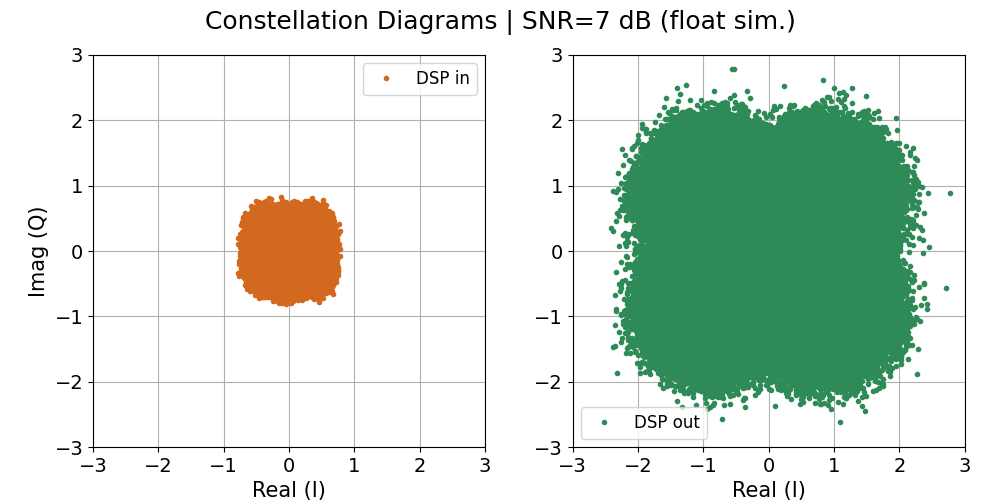 Constellation Diagrams | SNR=7 dB (float sim.)
DSP in
3
2
1
0
−1
−2
−3
Imag (Q)
−3 −2 −1 0 1 2 3
Real (I)
3
2
1
0
−1
−2
−3
DSP out
−3 −2 −1 0 1 2 3
Real (I)